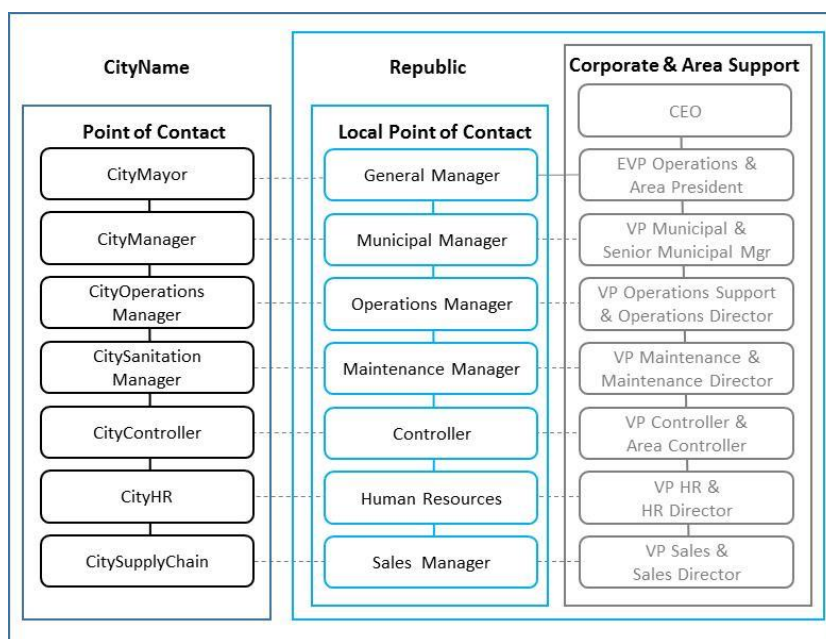 CityName
Point of Contact
CityMayor
CityManager
CityOperations
Manager
CitySanitation
Manager
CityController
CityHR
CitySupplyChain
Republic
Local Point of Contact
General Manager
Municipal Manager
Operations Manager
Maintenance Manager
Controller
Human Resources
Sales Manager
Corporate & Area Support
CEO
EVP Operations &
Area President
VP Municipal &
Senior Municipal Mgr
VP Operations Support
& Operations Director
VP Maintenance &
Maintenance Director
VP Controller &
Area Controller
VP HR &
HR Director
VP Sales &
Sales Director